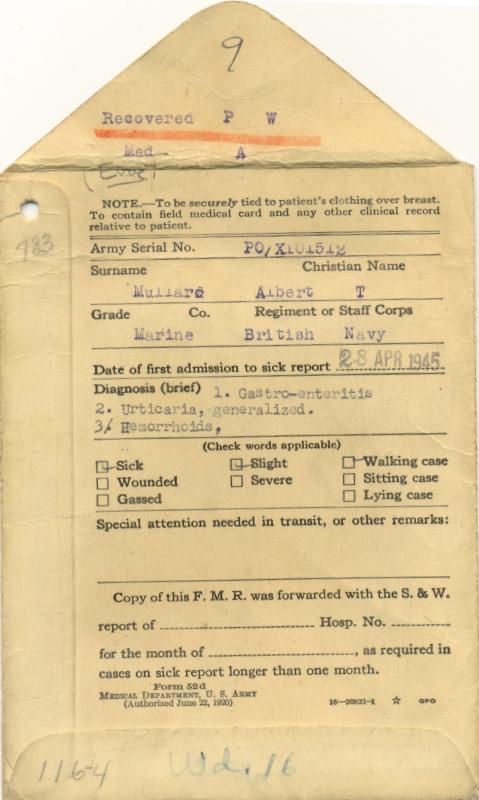 9
Recovered P W
Med A
(Evac)
NOTE.—To be securely tied to patient's clothing over breast.
To contain field medical card and any other clinical record
relative to patient.
783
Army Serial No. PO/X101512
Surname Christian Name
Mullard Albert T
Grade Co. Regiment or Staff Corps
Marine British Navy
Date of first admission to sick report 28 APR 1945
Diagnosis (brief) 1. Gastro-enteritis
2. Urticaria, generalized.
3/ Hemorrhoids,
(Check words applicable)
Sick Slight Walking case
Wounded Severe Sitting case
Gassed Lying case
Special attention needed in transit, or other remarks:
Copy of this F. M. R. was forwarded with the S. & W.
report of Hosp. No.
for the month of , as required in
cases on sick report longer than one month.
Form 52d
MEDICAL DEPARTMENT, U. S. ARMY
(Authorized June 22, 1920)
16—20821-1 ☆ GPO
1164 Wd. 16